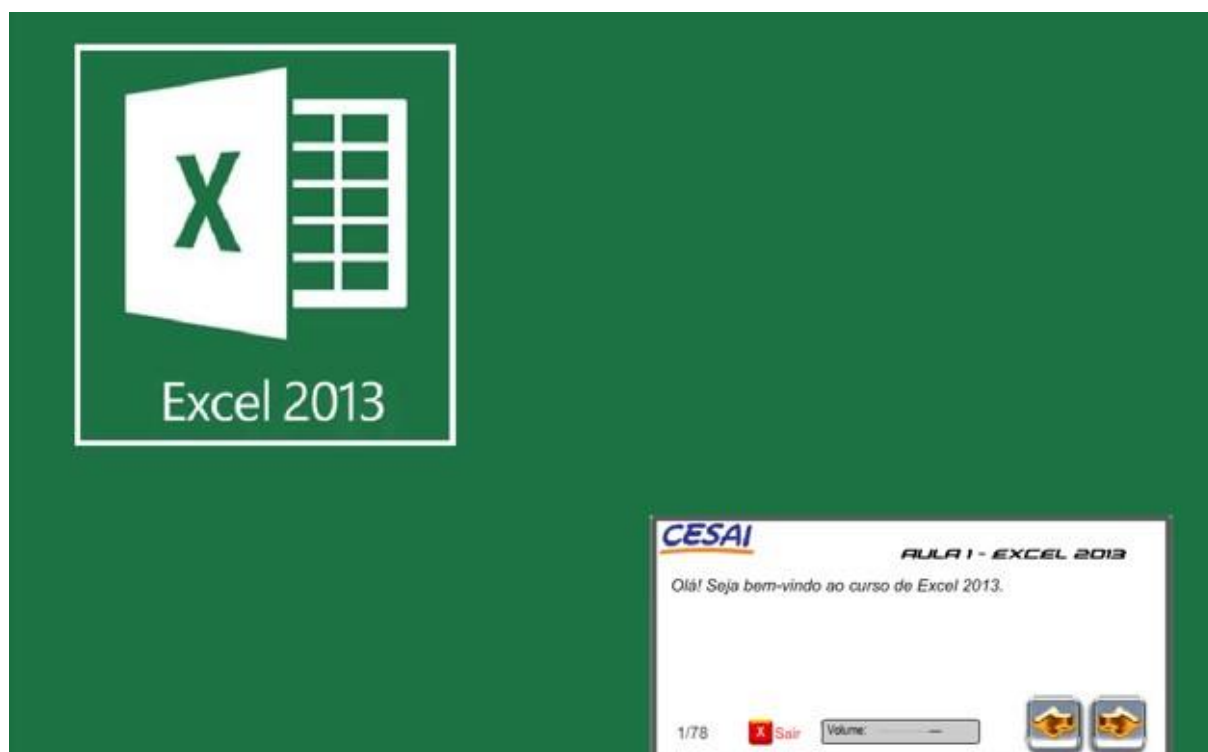 X
Excel 2013
CESAI
AULA 1 - EXCEL 2013
Olá! Seja bem-vindo ao curso de Excel 2013.
1/78
X Sair
Volume: